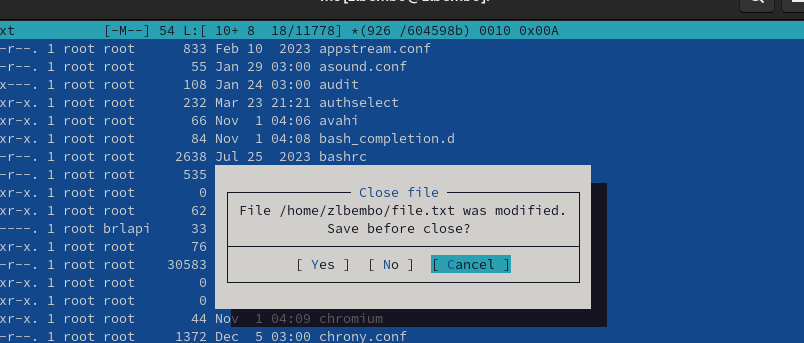 xt [-M--] 54 L:[ 10+ 8 18/11778] *(926 /604598b) 0010 0x00A
-r--. 1 root root 833 Feb 10 2023 appstream.conf
-r--. 1 root root 55 Jan 29 03:00 asound.conf
x---. 1 root root 108 Jan 24 03:00 audit
xr-x. 1 root root 232 Mar 23 21:21 authselect
xr-x. 1 root root 66 Nov 1 04:06 avahi
xr-x. 1 root root 84 Nov 1 04:08 bash_completion.d
-r--. 1 root root 2638 Jul 25 2023 bashrc
-r--. 1 root root 535
xr-x. 1 root root 0
Close file
xr-x. 1 root root 62
File /home/zlbembo/file.txt was modified.
----. 1 root brlapi 33
Save before close?
xr-x. 1 root root 76
-r--. 1 root root 30583
[ Yes ] [ No ] [ Cancel ]
xr-x. 1 root root 0
xr-x. 1 root root 0
xr-x. 1 root root 44 Nov 1 04:09 chromium
-r--. 1 root root 1372 Dec 5 03:00 chrony.conf